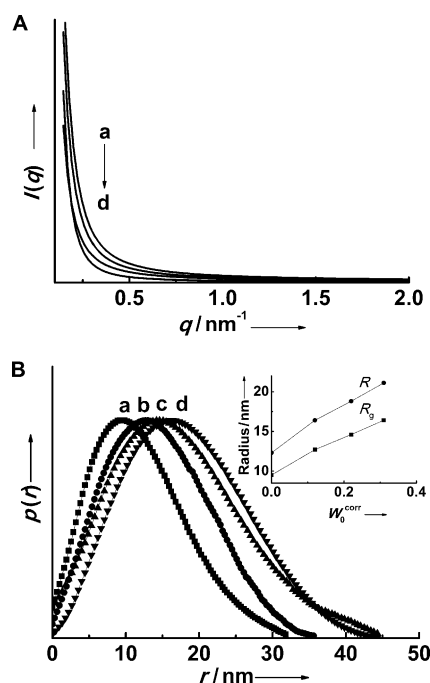 A
I(q)
a
d
0.5 1.0 1.5 2.0
q / nm⁻¹
B
a b c d
p(r)
0 10 20 30 40 50
r / nm
Radius / nm
20
15
10
R
Rg
0.0 0.2 0.4
W₀ᶜᵒʳʳ